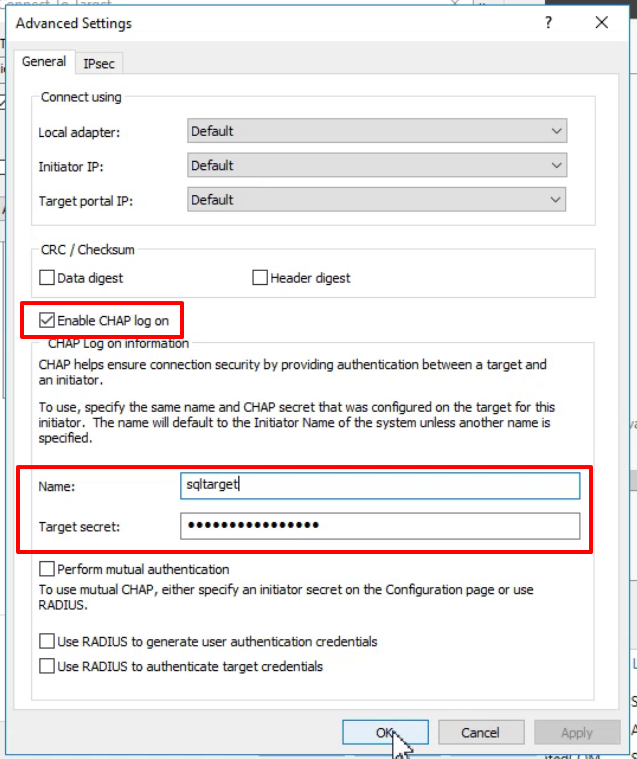 Connect To Target
Advanced Settings
?
General
IPsec
Connect using
Local adapter:
Default
Initiator IP:
Default
Target portal IP:
Default
CRC / Checksum
Data digest
Header digest
Enable CHAP log on
CHAP Log on information
CHAP helps ensure connection security by providing authentication between a target and
an initiator.
To use, specify the same name and CHAP secret that was configured on the target for this
initiator. The name will default to the Initiator Name of the system unless another name is
specified.
Name:
sqltarget
Target secret:
●●●●●●●●●●●●●●●●
Perform mutual authentication
To use mutual CHAP, either specify an initiator secret on the Configuration page or use
RADIUS.
Use RADIUS to generate user authentication credentials
Use RADIUS to authenticate target credentials
OK
Cancel
Apply